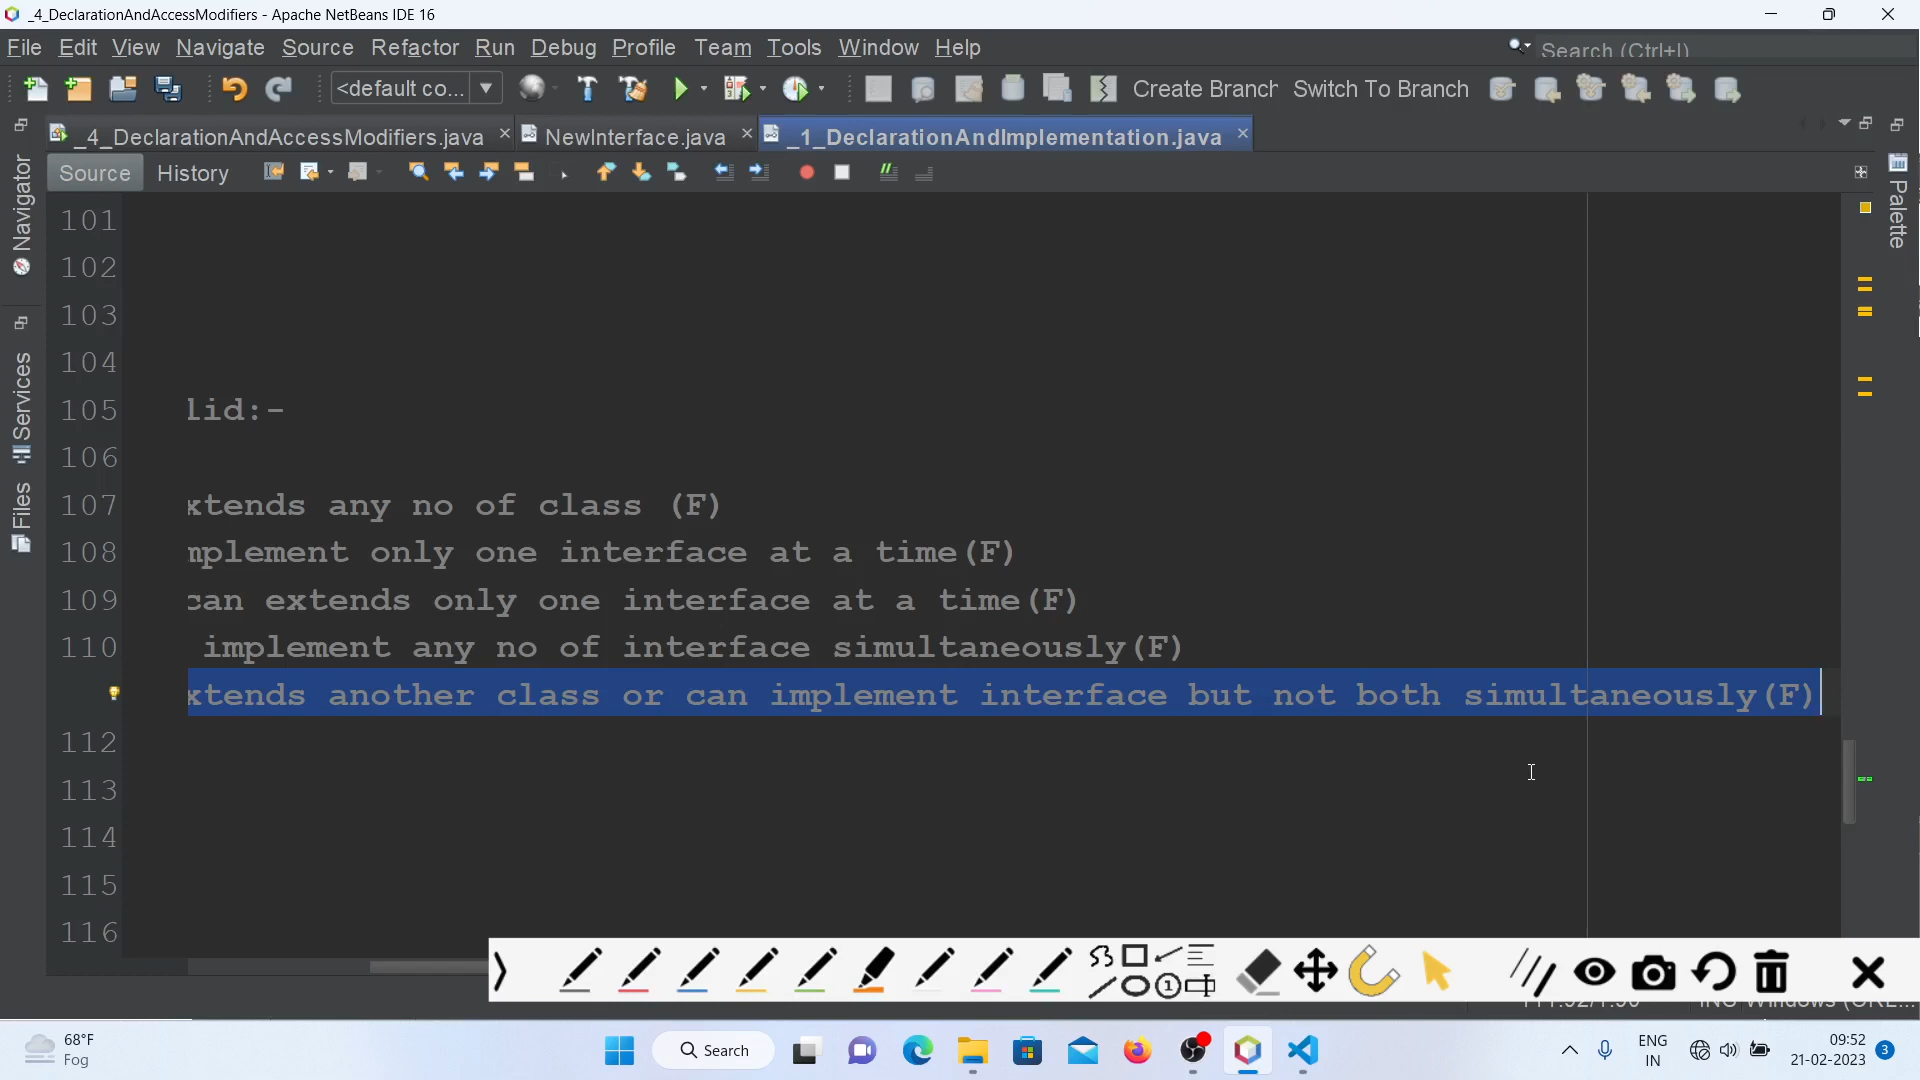 _4_DeclarationAndAccessModifiers - Apache NetBeans IDE 16
File Edit View Navigate Source Refactor Run Debug Profile Team Tools Window Help
Search (Ctrl+I)
<default co...
Create Branch Switch To Branch
_4_DeclarationAndAccessModifiers.java
NewInterface.java
_1_DeclarationAndImplementation.java
Source History
Navigator
Services
Files
Palette
101
102
103
104
105 lid:-
106
107 xtends any no of class (F)
108 mplement only one interface at a time(F)
109 can extends only one interface at a time(F)
110 implement any no of interface simultaneously(F)
xtends another class or can implement interface but not both simultaneously(F)
112
113
114
115
116
68°F
Fog
Search
ENG
IN
09:52
21-02-2023
3